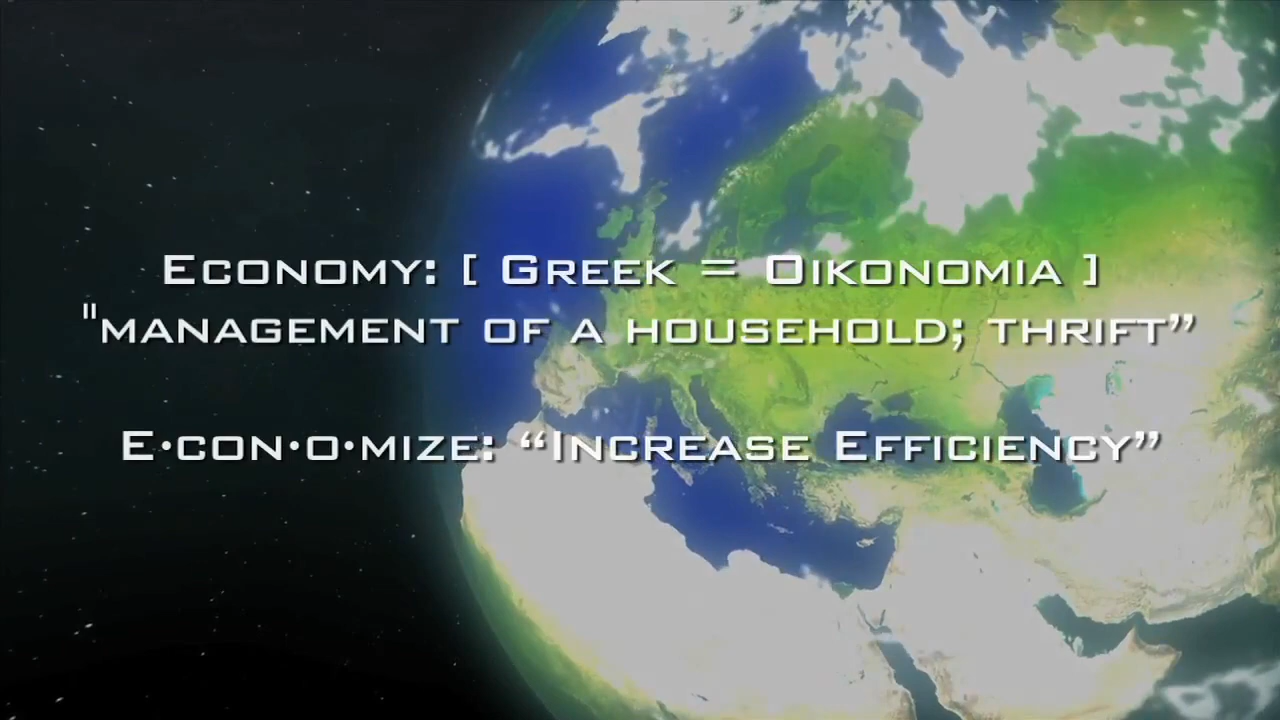 Economy: [ Greek = Oikonomia ]
"management of a household; thrift”
E·con·o·mize: “Increase Efficiency”